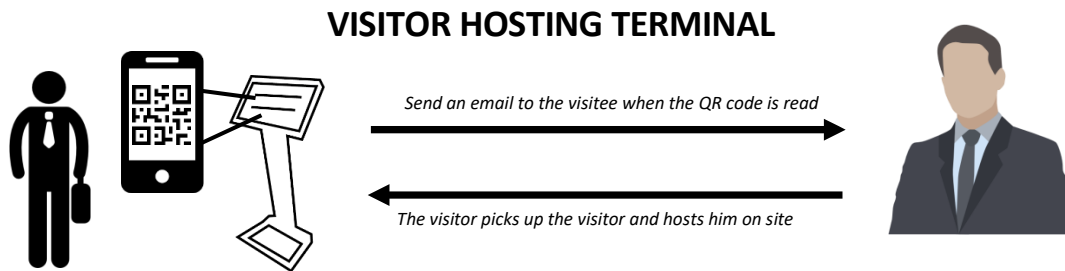 VISITOR HOSTING TERMINAL
Send an email to the visitee when the QR code is read
The visitor picks up the visitor and hosts him on site